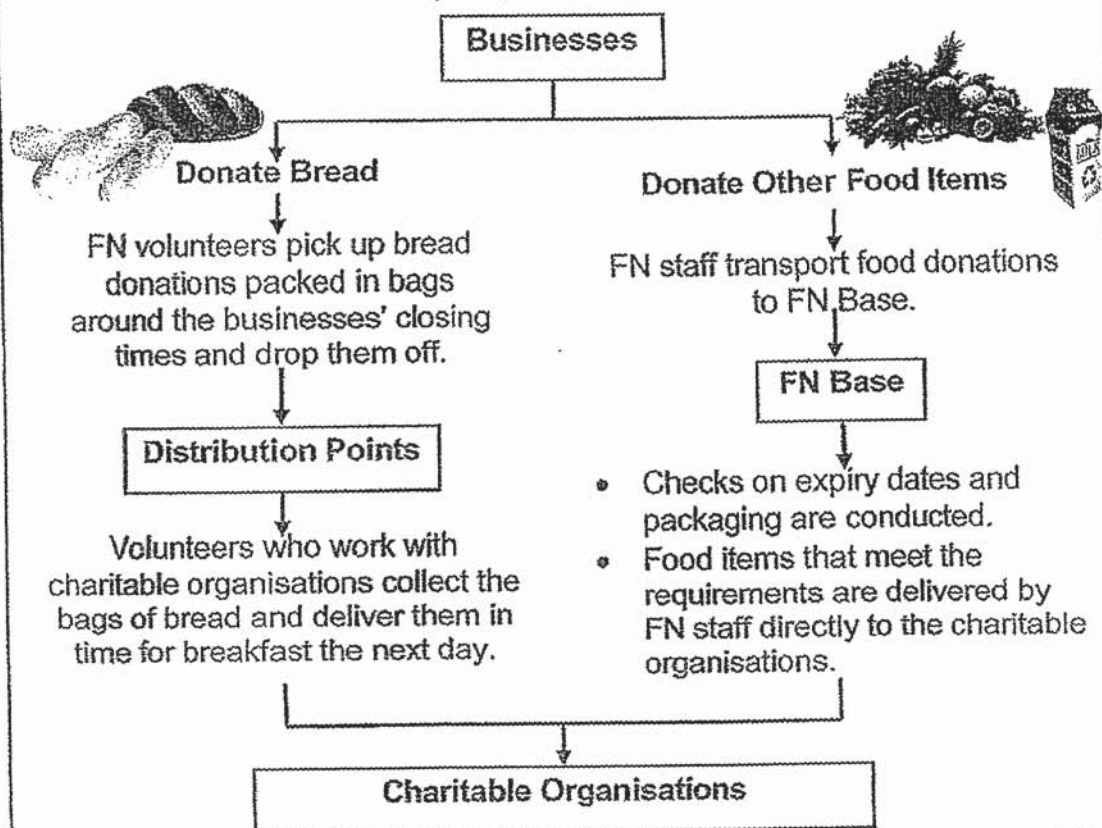 Businesses
Donate Bread
FN volunteers pick up bread
donations packed in bags
around the businesses' closing
times and drop them off.
Distribution Points
Volunteers who work with
charitable organisations collect the
bags of bread and deliver them in
time for breakfast the next day.
MILK
Donate Other Food Items
FN staff transport food donations
to FN Base.
FN Base
• Checks on expiry dates and
packaging are conducted.
• Food items that meet the
requirements are delivered by
FN staff directly to the charitable
organisations.
Charitable Organisations